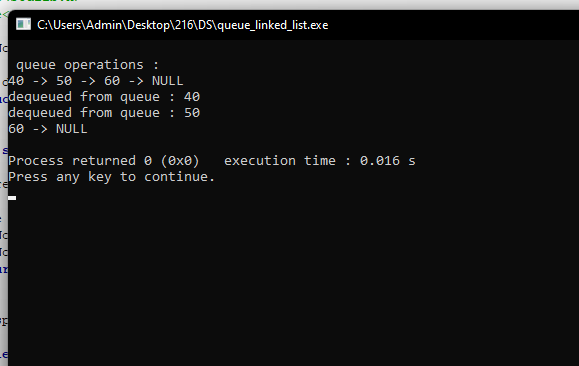 C:\Users\Admin\Desktop\216\DS\queue_linked_list.exe
queue operations :
40 -> 50 -> 60 -> NULL
dequeued from queue : 40
dequeued from queue : 50
60 -> NULL
Process returned 0 (0x0)   execution time : 0.016 s
Press any key to continue.